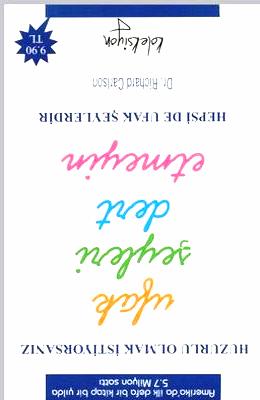 Amerika'da ilk defa bir kitap bir yılda
5.7 Milyon sattı
HUZURLU OLMAK İSTİYORSANIZ
ufak
şeyleri
dert
etmeyin
HEPSİ DE UFAK ŞEYLERDİR
Dr. Richard Carlson
koleksiyon
9.90
TL